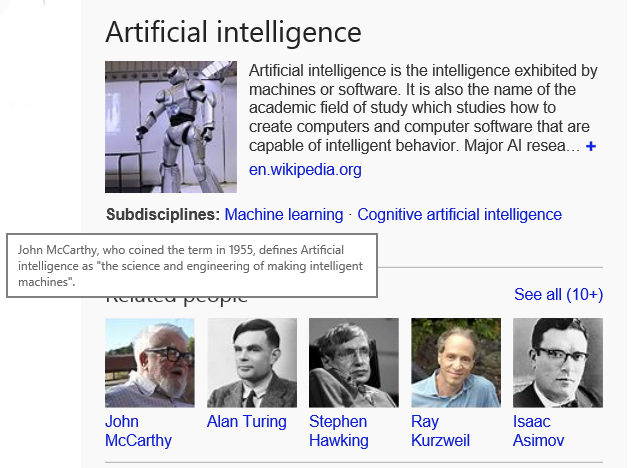 Artificial intelligence
Artificial intelligence is the intelligence exhibited by
machines or software. It is also the name of the
academic field of study which studies how to
create computers and computer software that are
capable of intelligent behavior. Major AI resea... +
en.wikipedia.org
Subdisciplines: Machine learning · Cognitive artificial intelligence
John McCarthy, who coined the term in 1955, defines Artificial
intelligence as "the science and engineering of making intelligent
machines".
Related people
See all (10+)
John
McCarthy
Alan Turing
Stephen
Hawking
Ray
Kurzweil
Isaac
Asimov